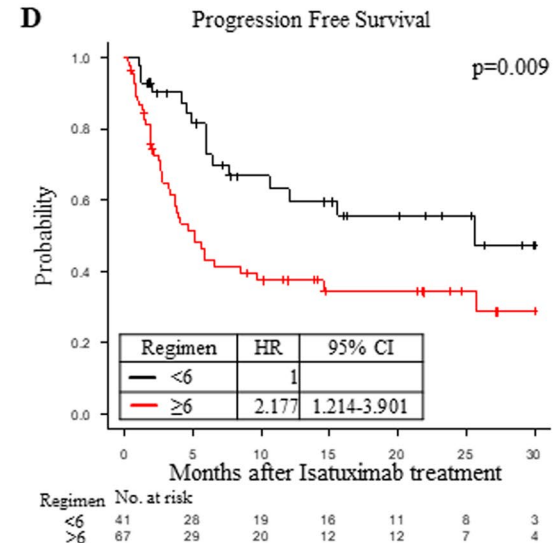 D
Progression Free Survival
p=0.009
Probability
1.0
0.8
0.6
0.4
0.2
0.0
Regimen HR 95% CI
<6 1
≥6 2.177 1.214-3.901
0 5 10 15 20 25 30
Months after Isatuximab treatment
Regimen No. at risk
<6 41 28 19 16 11 8 3
≥6 67 29 20 12 12 7 4